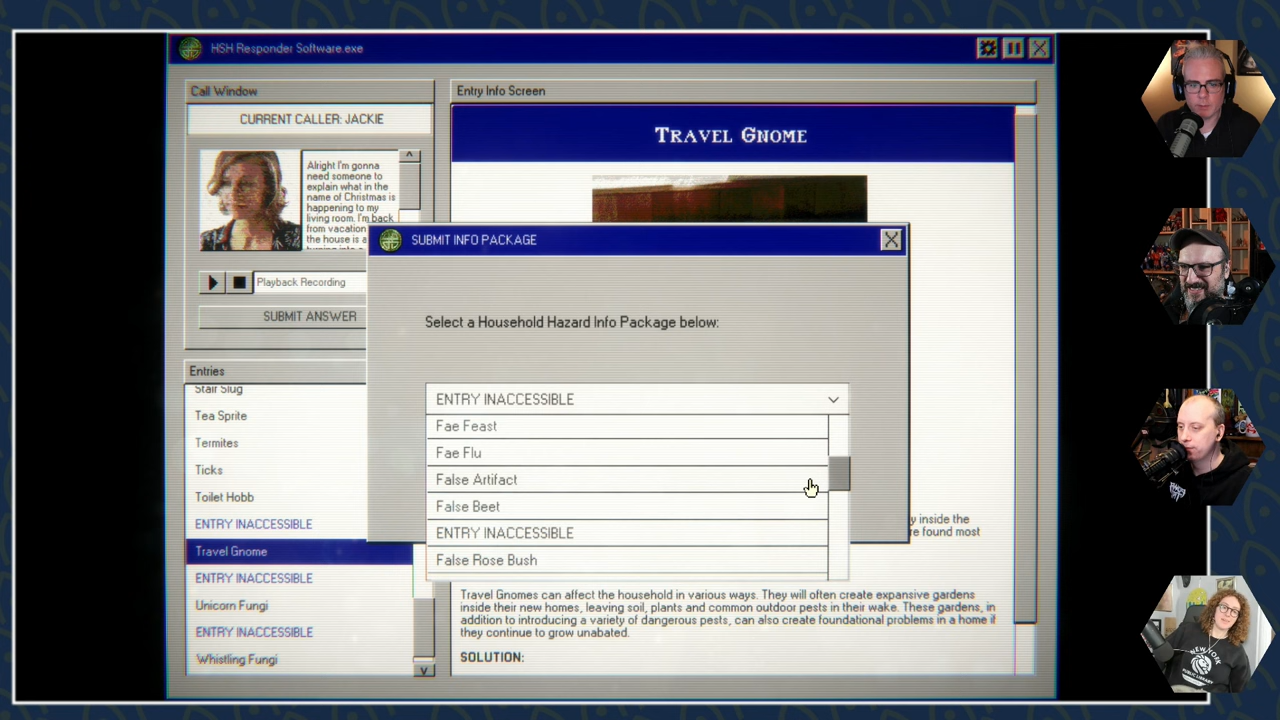 HSH Responder Software.exe
Call Window
CURRENT CALLER: JACKIE
Alright I'm gonna
need someone to
explain what in the
name of Christmas is
happening to my
living room. I'm back
from vacation
the house is a
Playback Recording
SUBMIT ANSWER
Entries
Stair Slug
Tea Sprite
Termites
Ticks
Toilet Hobb
ENTRY INACCESSIBLE
Travel Gnome
ENTRY INACCESSIBLE
Unicorn Fungi
ENTRY INACCESSIBLE
Whistling Fungi
Entry Info Screen
TRAVEL GNOME
SUBMIT INFO PACKAGE
Select a Household Hazard Info Package below:
ENTRY INACCESSIBLE
Fae Feast
Fae Flu
False Artifact
False Beet
ENTRY INACCESSIBLE
False Rose Bush
y inside the
re found most
Travel Gnomes can affect the household in various ways. They will often create expansive gardens
inside their new homes, leaving soil, plants and common outdoor pests in their wake. These gardens, in
addition to introducing a variety of dangerous pests, can also create foundational problems in a home if
they continue to grow unabated.
SOLUTION:
NEW YORK
PUBLIC LIBRARY